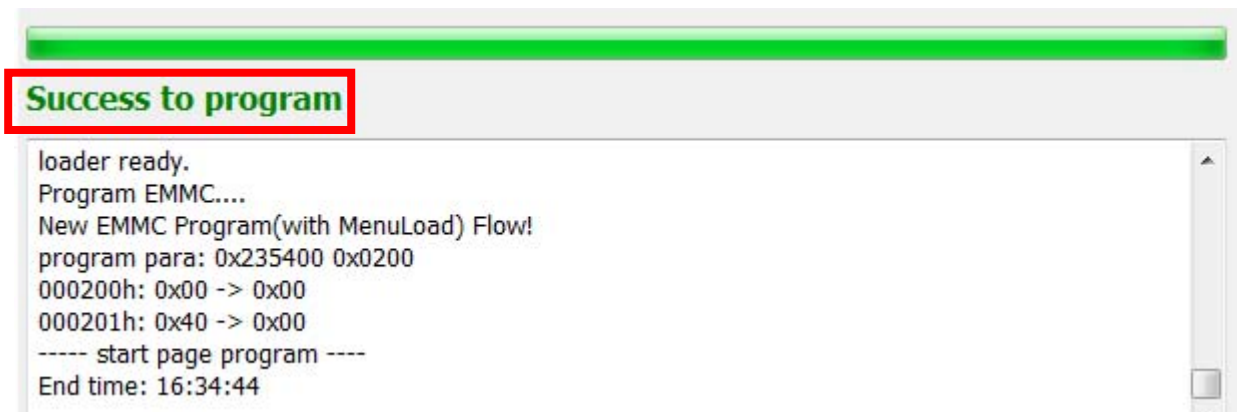 Success to program
loader ready.
Program EMMC....
New EMMC Program(with MenuLoad) Flow!
program para: 0x235400 0x0200
000200h: 0x00 -> 0x00
000201h: 0x40 -> 0x00
----- start page program ----
End time: 16:34:44